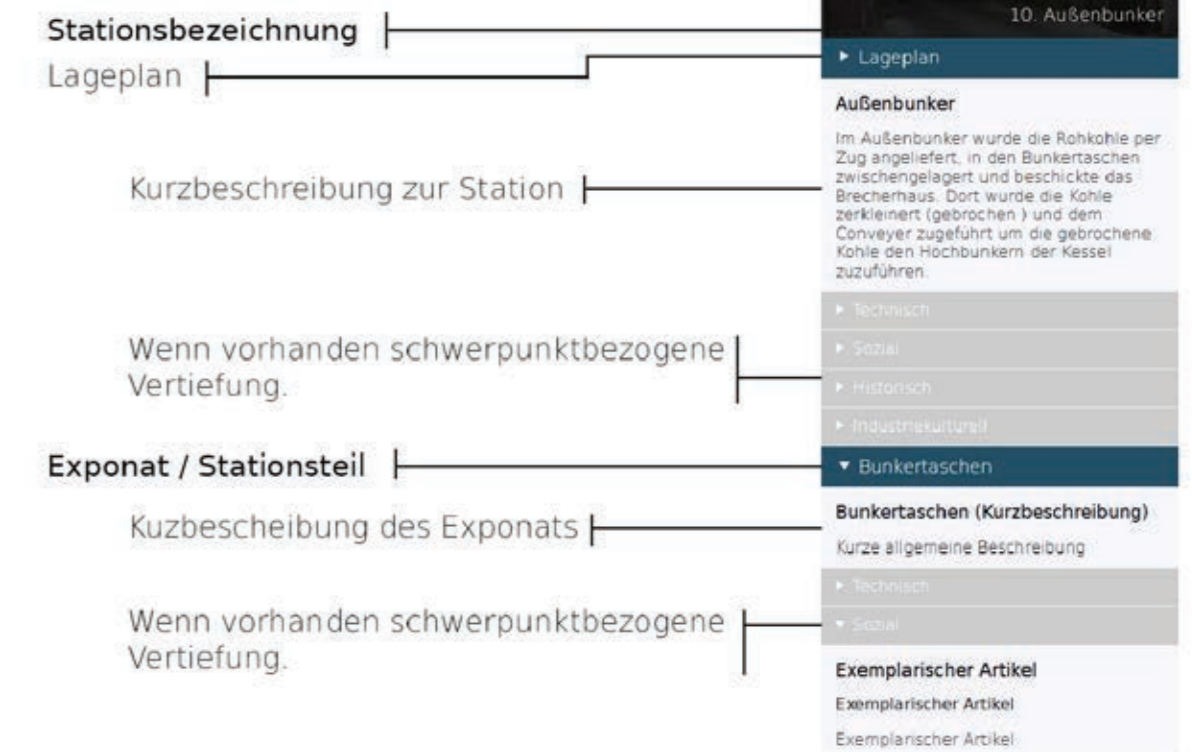 Stationsbezeichnung
Lageplan
Kurzbeschreibung zur Station
Wenn vorhanden schwerpunktbezogene
Vertiefung.
Exponat / Stationsteil
Kuzbescheibung des Exponats
Wenn vorhanden schwerpunktbezogene
Vertiefung.
10. Außenbunker
Lageplan
Außenbunker
Im Außenbunker wurde die Rohkohle per
Zug angeliefert, in den Bunkertaschen
zwischengelagert und beschickte das
Brecherhaus. Dort wurde die Kohle
zerkleinert (gebrochen ) und dem
Conveyer zugeführt um die gebrochene
Kohle den Hochbunkern der Kessel
zuzuführen.
Technisch
Sozial
Historisch
Industriekulturell
Bunkertaschen
Bunkertaschen (Kurzbeschreibung)
Kurze allgemeine Beschreibung
Technisch
Sozial
Exemplarischer Artikel
Exemplarischer Artikel
Exemplarischer Artikel